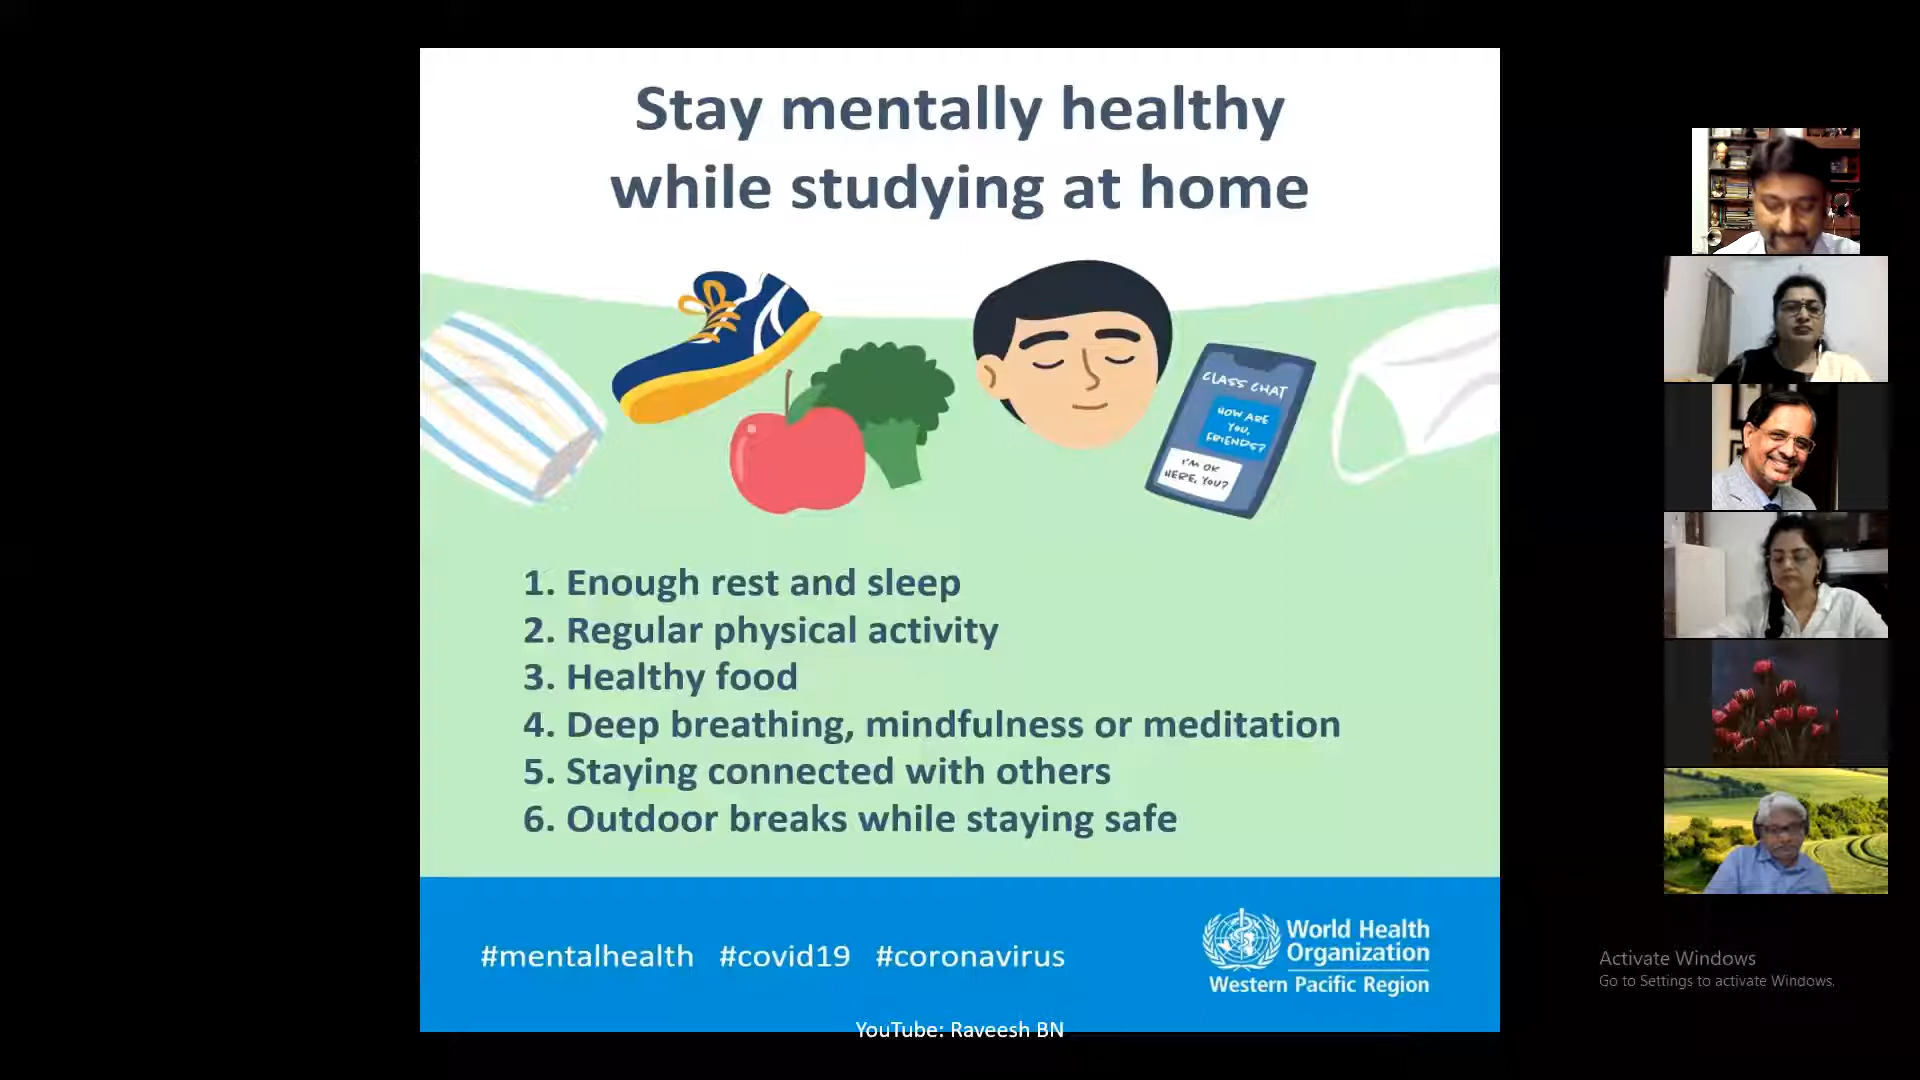 Stay mentally healthy
while studying at home
CLASS CHAT
HOW ARE
YOU,
FRIENDS?
I'M OK
HERE, YOU?
1. Enough rest and sleep
2. Regular physical activity
3. Healthy food
4. Deep breathing, mindfulness or meditation
5. Staying connected with others
6. Outdoor breaks while staying safe
#mentalhealth #covid19 #coronavirus
World Health
Organization
Western Pacific Region
YouTube: Raveesh BN
Activate Windows
Go to Settings to activate Windows.